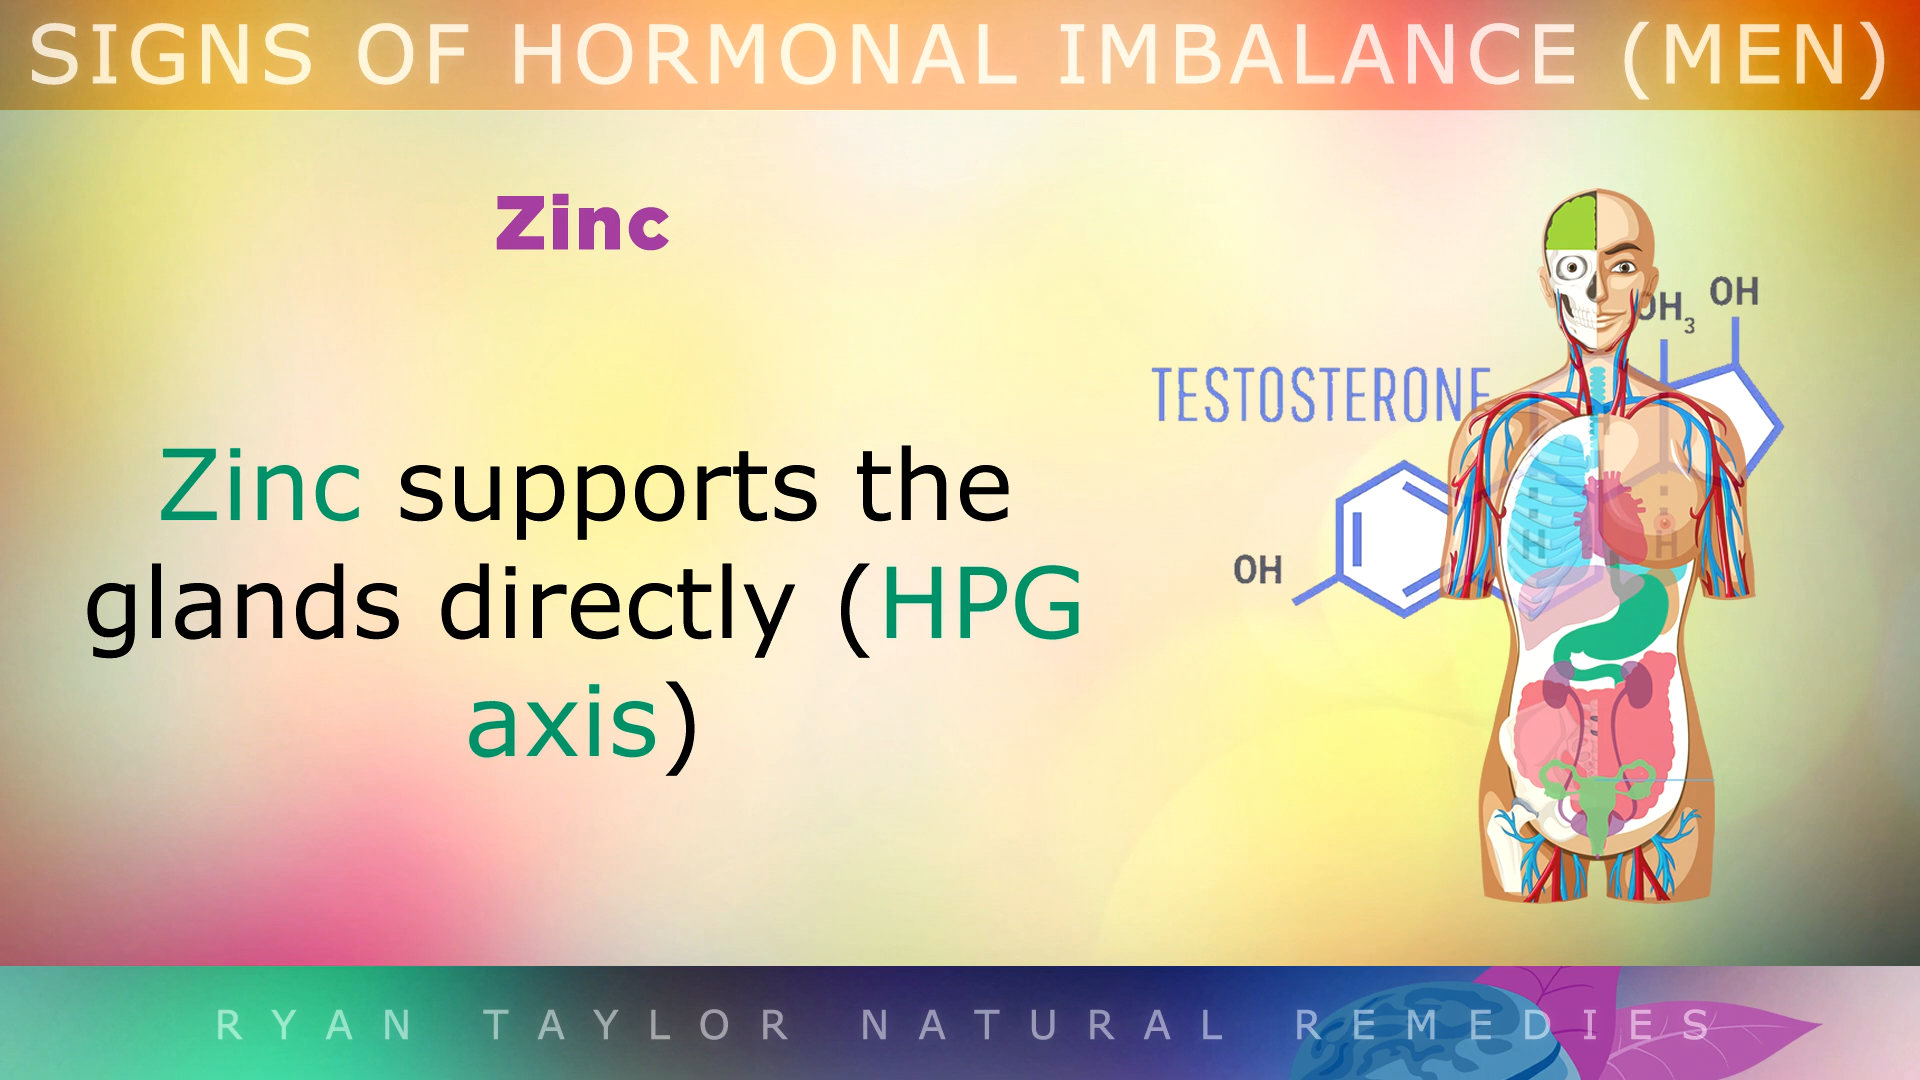 SIGNS OF HORMONAL IMBALANCE (MEN)
Zinc
Zinc supports the
glands directly (HPG
axis)
TESTOSTERONE
OH₃
OH
OH
H
H
RYAN TAYLOR NATURAL REMEDIES